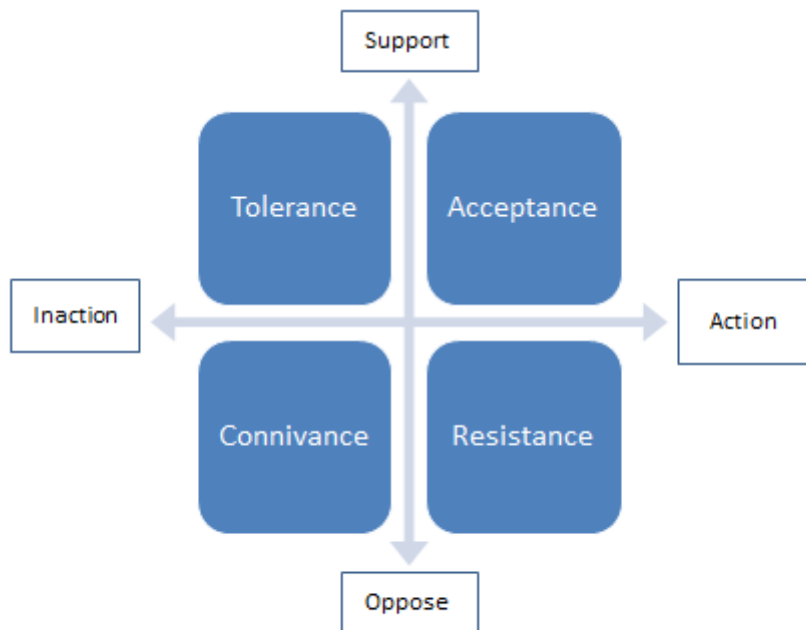 Support
Tolerance
Acceptance
Inaction
Action
Connivance
Resistance
Oppose